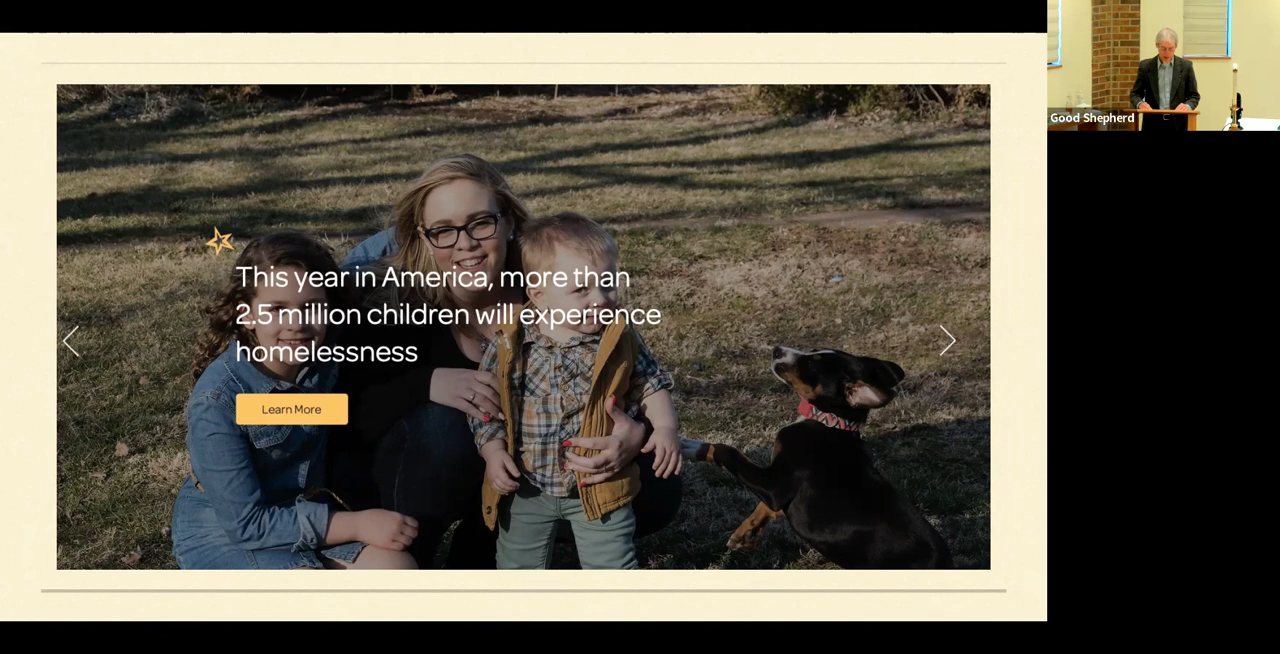 This year in America, more than
2.5 million children will experience
homelessness
Learn More
Good Shepherd